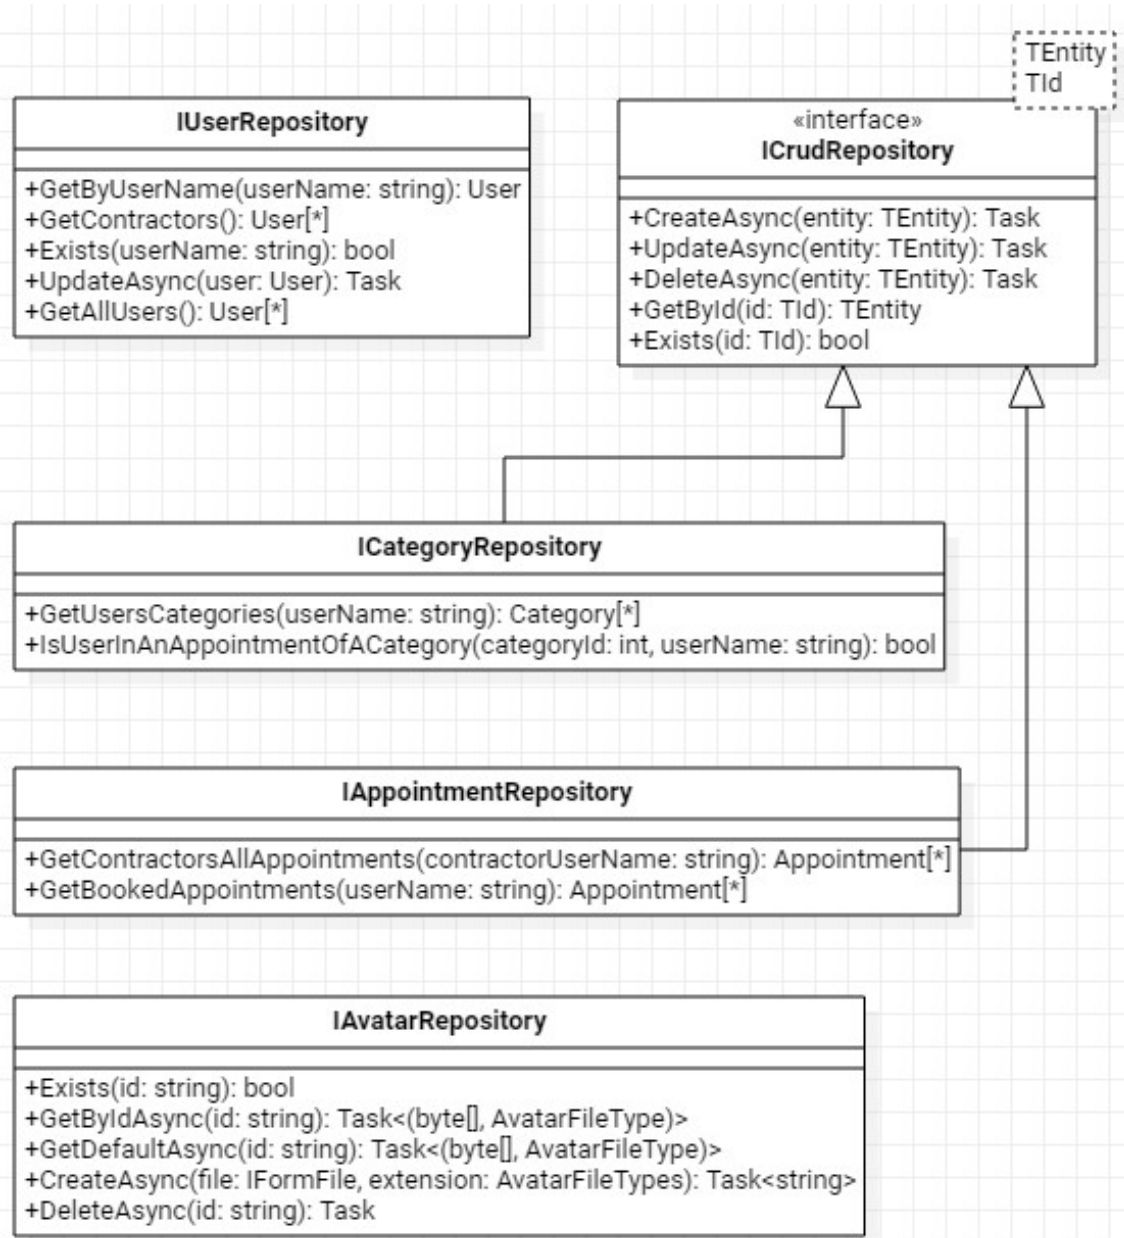 TEntity
TId
IUserRepository
+GetByUserName(userName: string): User
+GetContractors(): User[*]
+Exists(userName: string): bool
+UpdateAsync(user: User): Task
+GetAllUsers(): User[*]
«interface»
ICrudRepository
+CreateAsync(entity: TEntity): Task
+UpdateAsync(entity: TEntity): Task
+DeleteAsync(entity: TEntity): Task
+GetById(id: TId): TEntity
+Exists(id: TId): bool
ICategoryRepository
+GetUsersCategories(userName: string): Category[*]
+IsUserInAnAppointmentOfACategory(categoryId: int, userName: string): bool
IAppointmentRepository
+GetContractorsAllAppointments(contractorUserName: string): Appointment[*]
+GetBookedAppointments(userName: string): Appointment[*]
IAvatarRepository
+Exists(id: string): bool
+GetByIdAsync(id: string): Task<(byte[], AvatarFileType)>
+GetDefaultAsync(id: string): Task<(byte[], AvatarFileType)>
+CreateAsync(file: IFormFile, extension: AvatarFileTypes): Task<string>
+DeleteAsync(id: string): Task